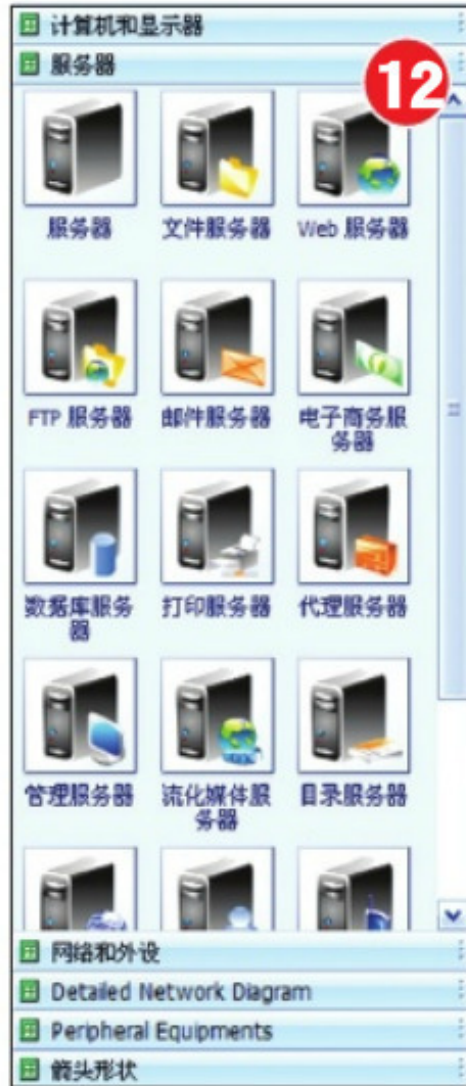 计算机和显示器
服务器
12
服务器 文件服务器 Web 服务器
FTP 服务器 邮件服务器 电子商务服
务器
数据库服务 打印服务器 代理服务器
器
管理服务器 流化媒体服 目录服务器
务器
网络和外设
Detailed Network Diagram
Peripheral Equipments
箭头形状